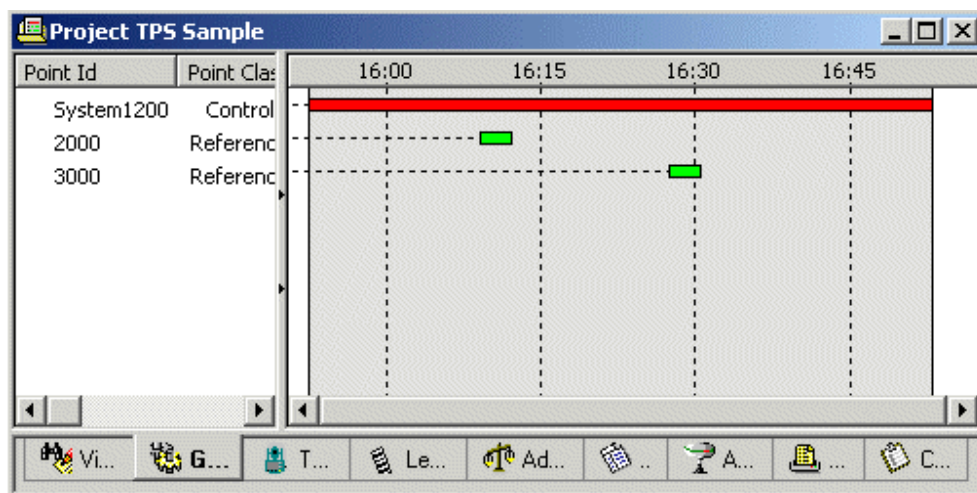 Project TPS Sample
Point Id Point Clas 16:00 16:15 16:30 16:45
System1200 Control
2000 Referenc
3000 Referenc
Vi... G... T... Le... Ad... .. A... ... C...